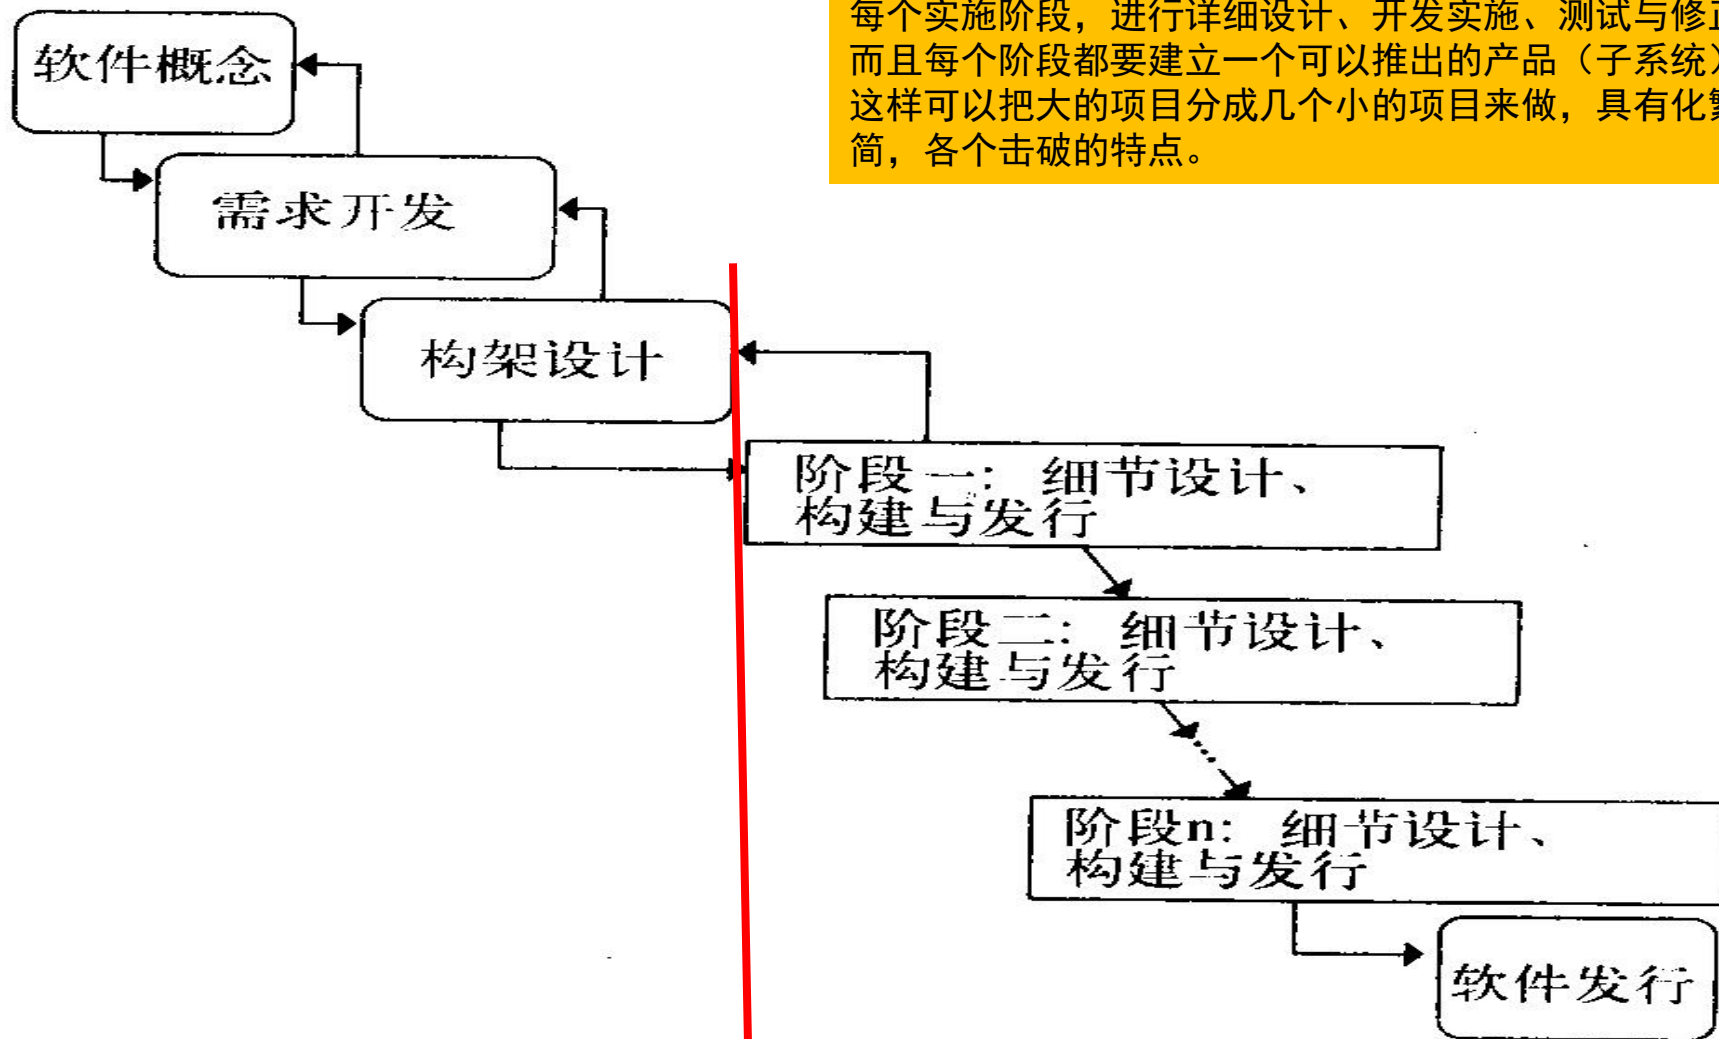 每个实施阶段，进行详细设计、开发实施、测试与修正
而且每个阶段都要建立一个可以推出的产品（子系统）
这样可以把大的项目分成几个小的项目来做，具有化繁
简，各个击破的特点。
软件概念
需求开发
构架设计
阶段一：细节设计、
构建与发行
阶段二：细节设计、
构建与发行
阶段n：细节设计、
构建与发行
软件发行